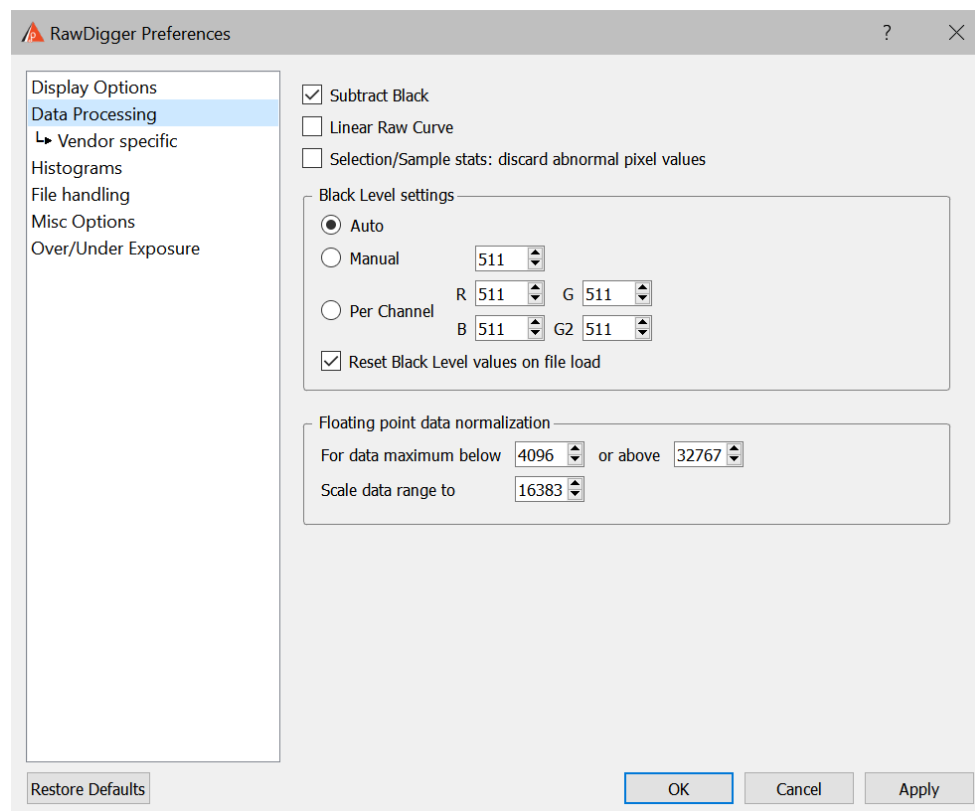 RawDigger Preferences ?
Display Options
Data Processing
Vendor specific
Histograms
File handling
Misc Options
Over/Under Exposure
Subtract Black
Linear Raw Curve
Selection/Sample stats: discard abnormal pixel values
Black Level settings
Auto
Manual 511
Per Channel
R 511 G 511
B 511 G2 511
Reset Black Level values on file load
Floating point data normalization
For data maximum below 4096 or above 32767
Scale data range to 16383
Restore Defaults OK Cancel Apply